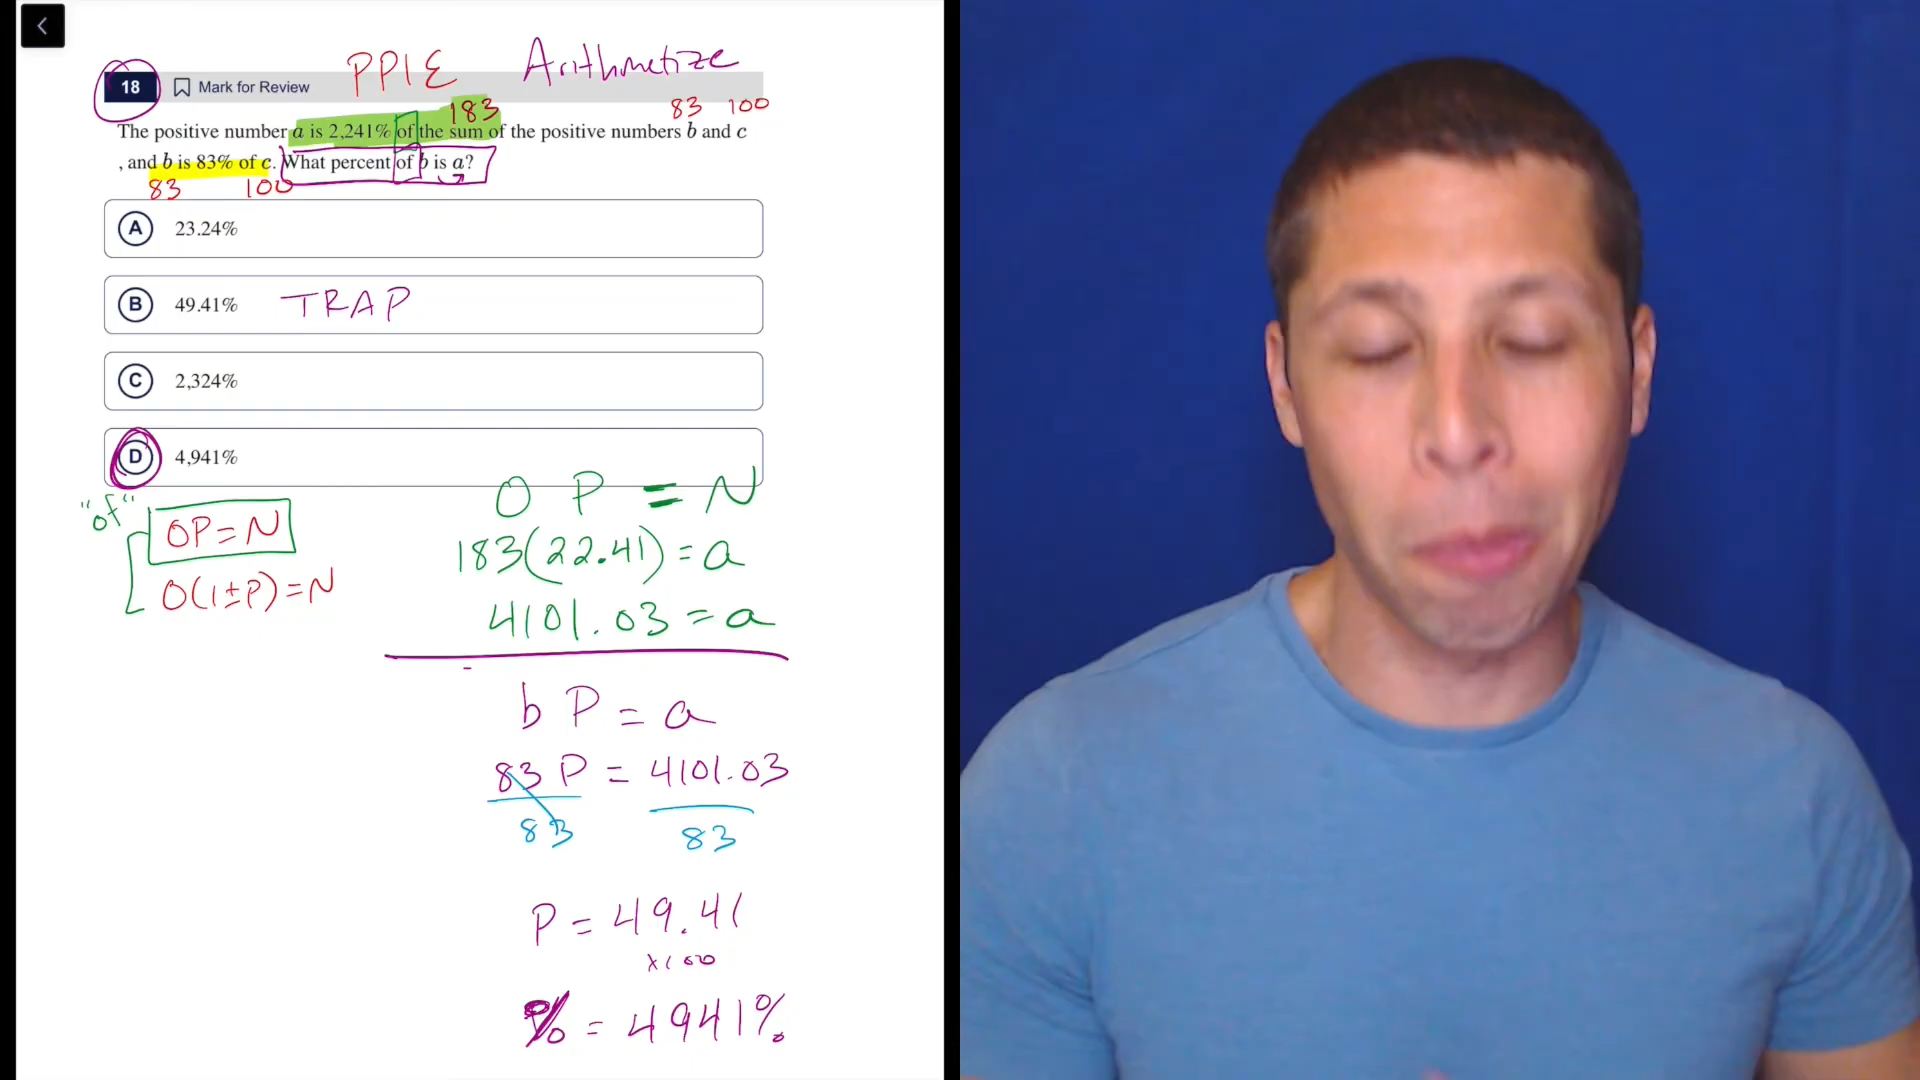 PPIE Arithmetize
18 Mark for Review
183 83 100
The positive number a is 2,241% of the sum of the positive numbers b and c
, and b is 83% of c. What percent of b is a?
83 100
A 23.24%
B 49.41% TRAP
C 2,324%
D 4,941%
"of"
OP=N
O(1±P)=N
O P = N
183(22.41)=a
4101.03=a
b P = a
83 P = 4101.03
83 83
P = 49.41
x100
% = 4941%